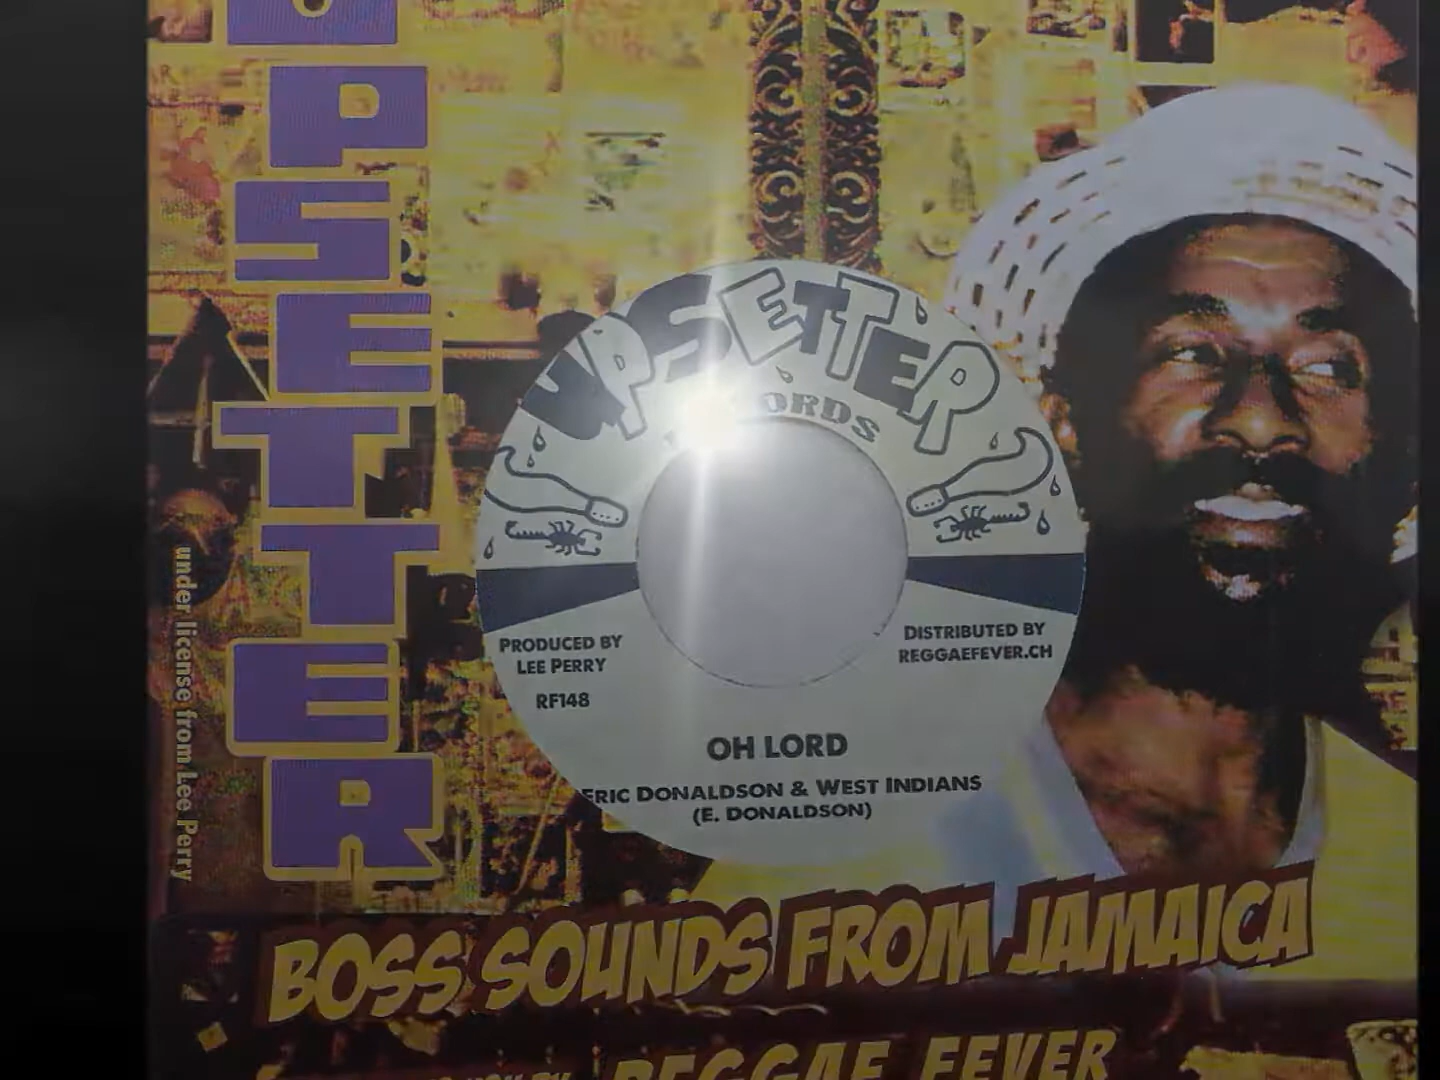 UPSETTER
under license from Lee Perry
UPSETTER
PRODUCED BY
LEE PERRY
RF148
DISTRIBUTED BY
REGGAEFEVER.CH
OH LORD
ERIC DONALDSON & WEST INDIANS
(E. DONALDSON)
BOSS SOUNDS FROM JAMAICA
REGGAE FEVER